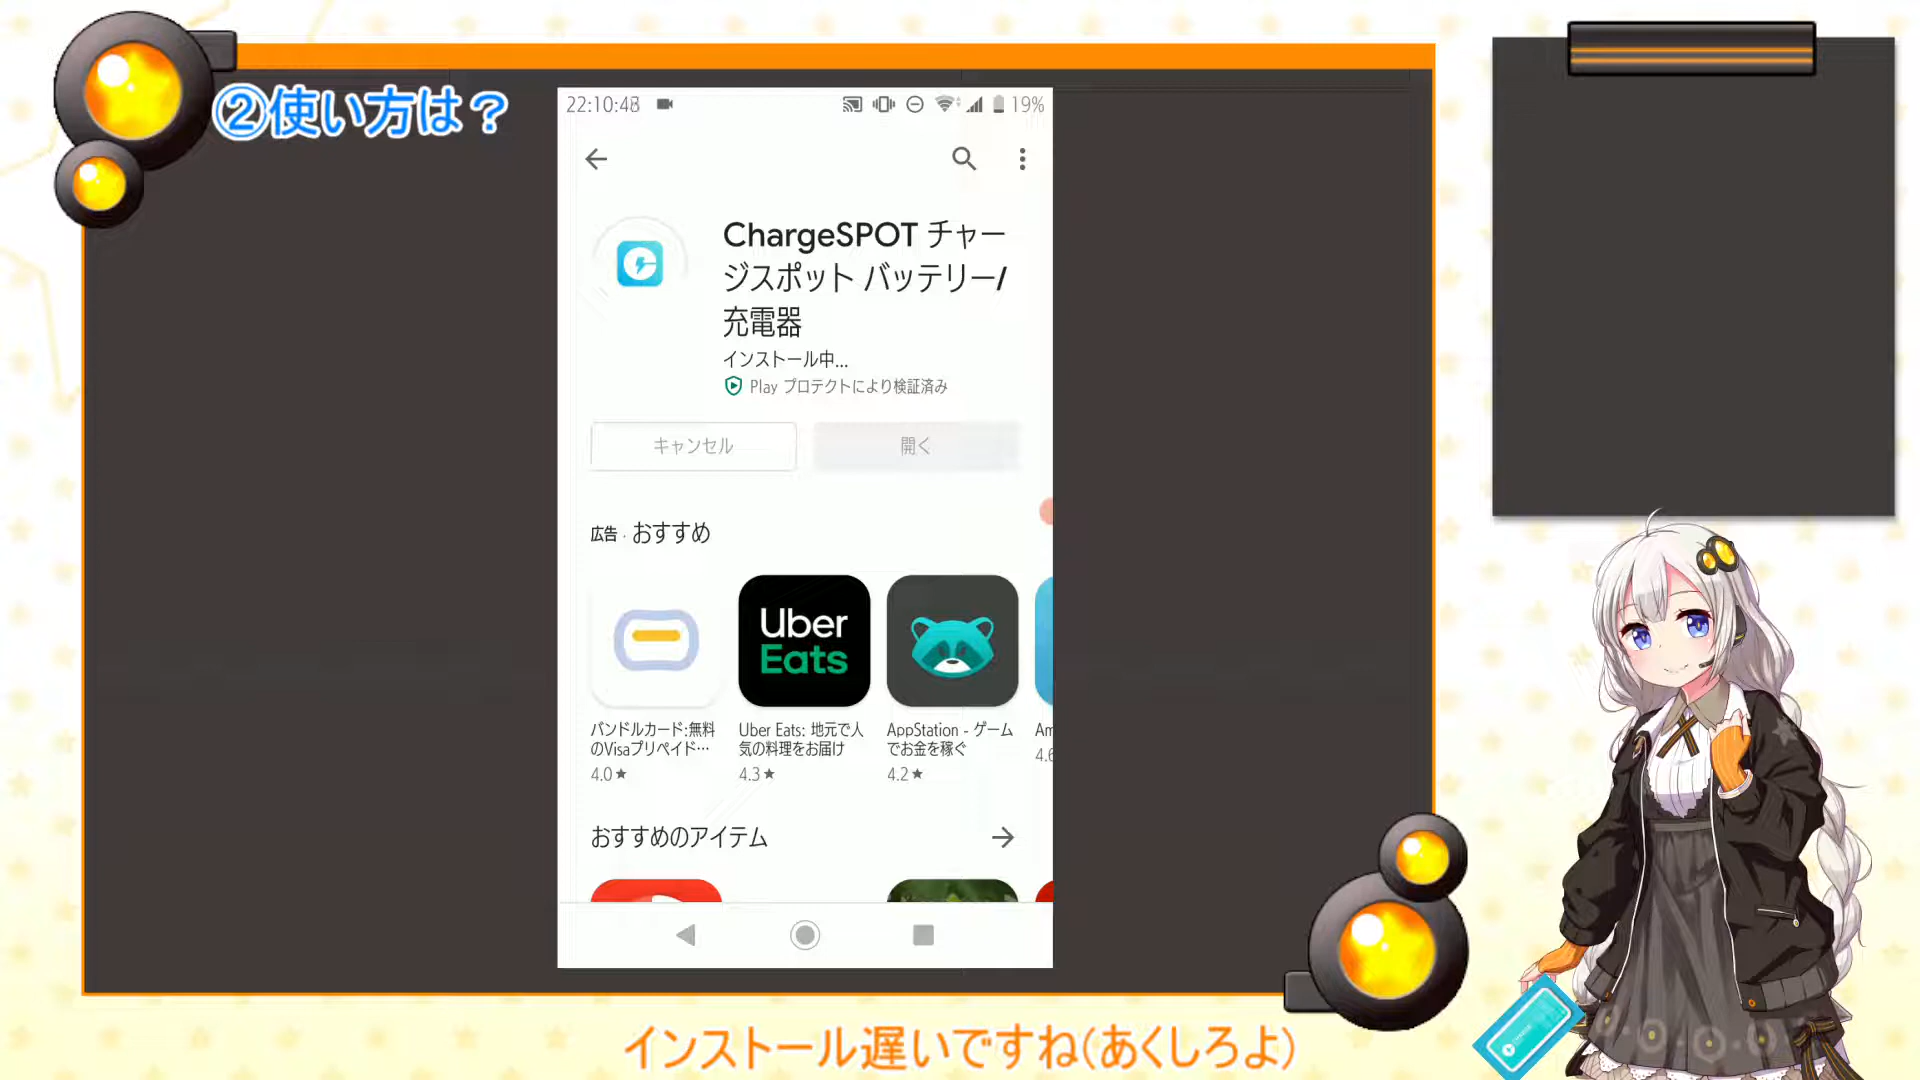 ②使い方は？
22:10:48
19%
ChargeSPOT チャー
ジスポット バッテリー/
充電器
インストール中...
Play プロテクトにより検証済み
キャンセル
開く
広告・おすすめ
Uber
Eats
バンドルカード:無料
のVisaプリペイド…
4.0★
Uber Eats: 地元で人
気の料理をお届け
4.3★
AppStation - ゲーム
でお金を稼ぐ
4.2★
Am
4.6
おすすめのアイテム
インストール遅いですね(あくしろよ)